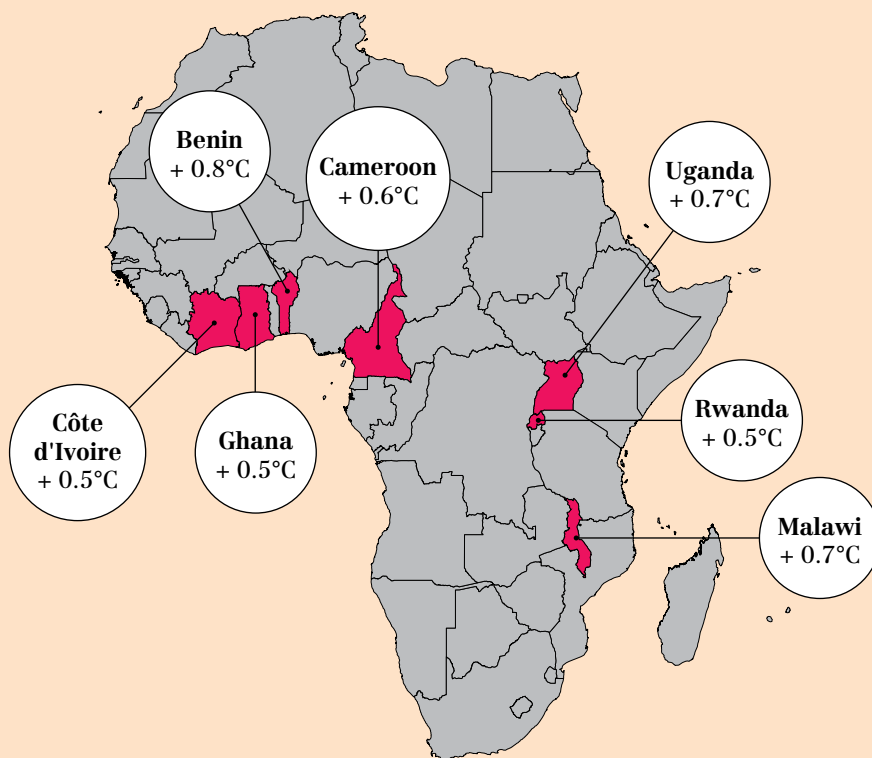 Benin
+ 0.8°C
Cameroon
+ 0.6°C
Uganda
+ 0.7°C
Côte
d'Ivoire
+ 0.5°C
Ghana
+ 0.5°C
Rwanda
+ 0.5°C
Malawi
+ 0.7°C